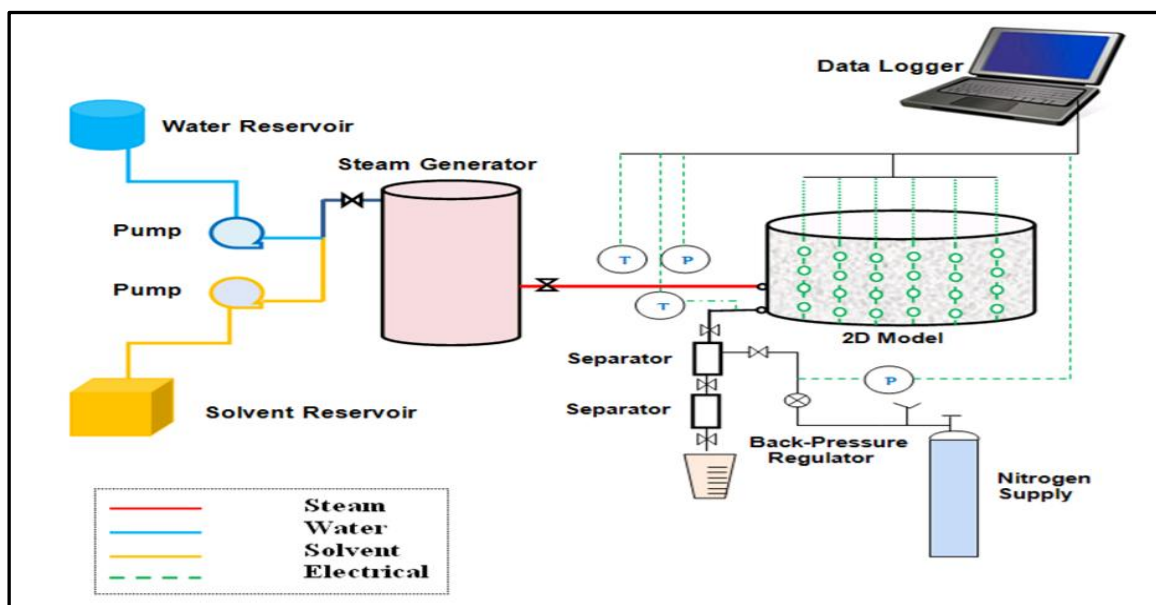 Data Logger
Water Reservoir
Steam Generator
Pump
T
P
Pump
T
2D Model
Separator
P
Solvent Reservoir
Separator
Back-Pressure
Regulator
Nitrogen
Supply
Steam
Water
Solvent
Electrical